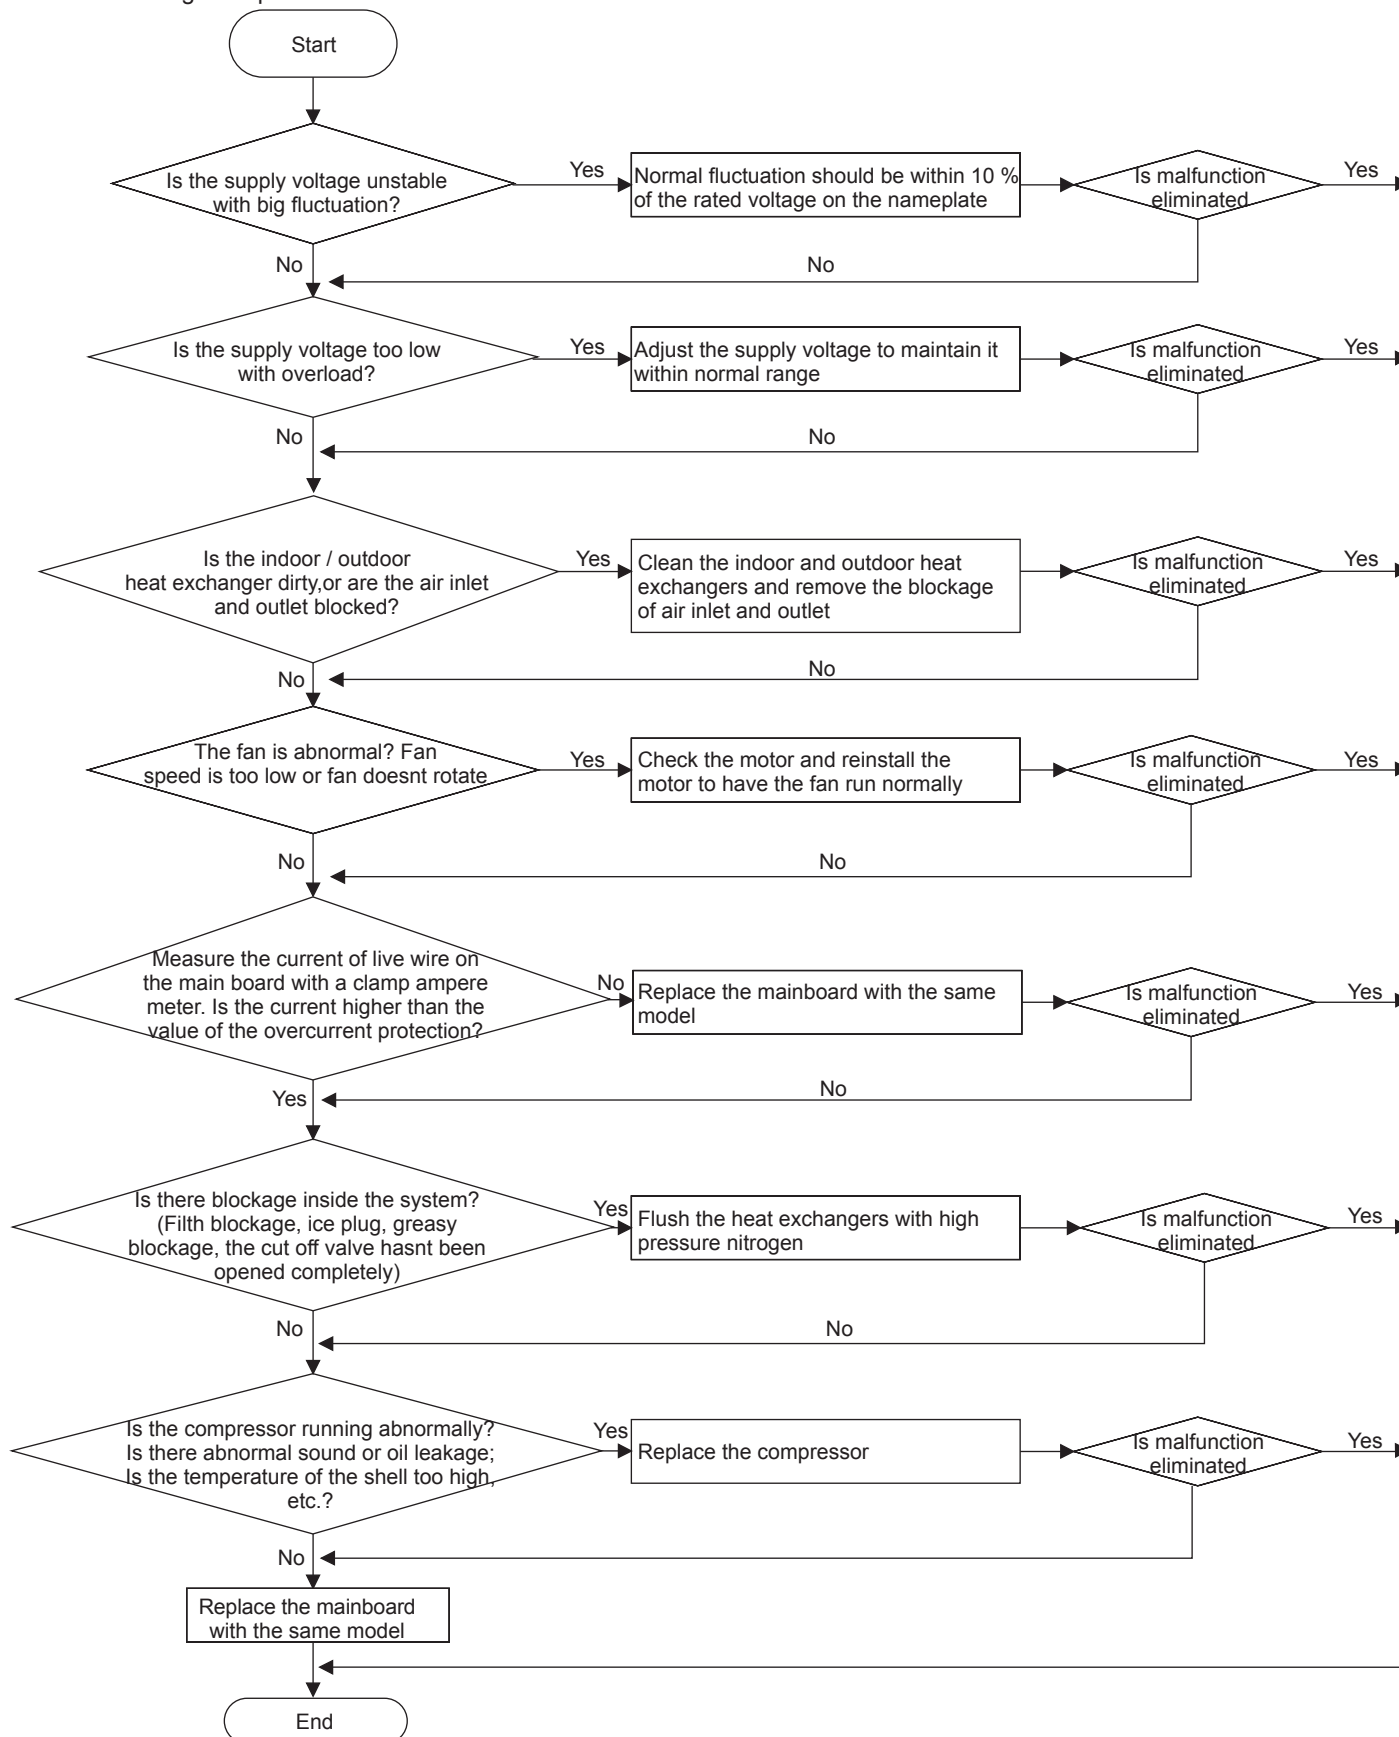 Start
Is the supply voltage unstable
with big fluctuation?
Yes
Normal fluctuation should be within 10 %
of the rated voltage on the nameplate
Is malfunction
eliminated
Yes
No
No
Is the supply voltage too low
with overload?
Yes
Adjust the supply voltage to maintain it
within normal range
Is malfunction
eliminated
Yes
No
No
Is the indoor / outdoor
heat exchanger dirty,or are the air inlet
and outlet blocked?
Yes
Clean the indoor and outdoor heat
exchangers and remove the blockage
of air inlet and outlet
Is malfunction
eliminated
Yes
No
No
The fan is abnormal? Fan
speed is too low or fan doesnt rotate
Yes
Check the motor and reinstall the
motor to have the fan run normally
Is malfunction
eliminated
Yes
No
No
Measure the current of live wire on
the main board with a clamp ampere
meter. Is the current higher than the
value of the overcurrent protection?
No
Replace the mainboard with the same
model
Is malfunction
eliminated
Yes
Yes
No
Is there blockage inside the system?
(Filth blockage, ice plug, greasy
blockage, the cut off valve hasnt been
opened completely)
Yes
Flush the heat exchangers with high
pressure nitrogen
Is malfunction
eliminated
Yes
No
No
Is the compressor running abnormally?
Is there abnormal sound or oil leakage;
Is the temperature of the shell too high,
etc.?
Yes
Replace the compressor
Is malfunction
eliminated
Yes
No
Replace the mainboard
with the same model
End